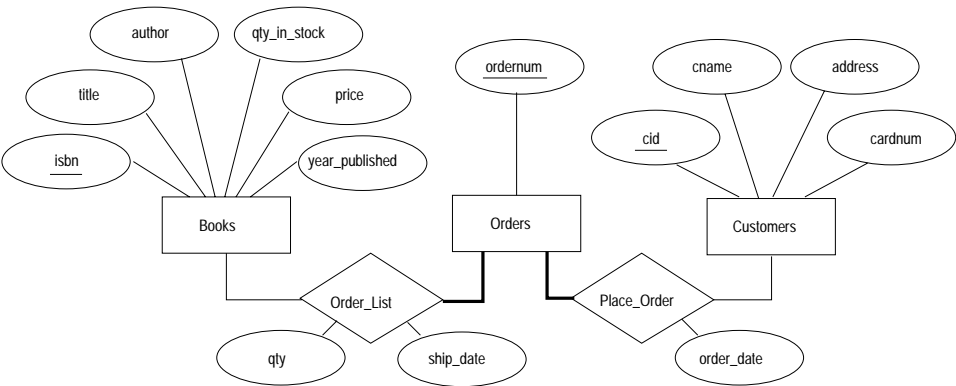 author
qty_in_stock
ordernum
cname
address
title
price
isbn
year_published
cid
cardnum
Books
Orders
Customers
Order_List
Place_Order
qty
ship_date
order_date